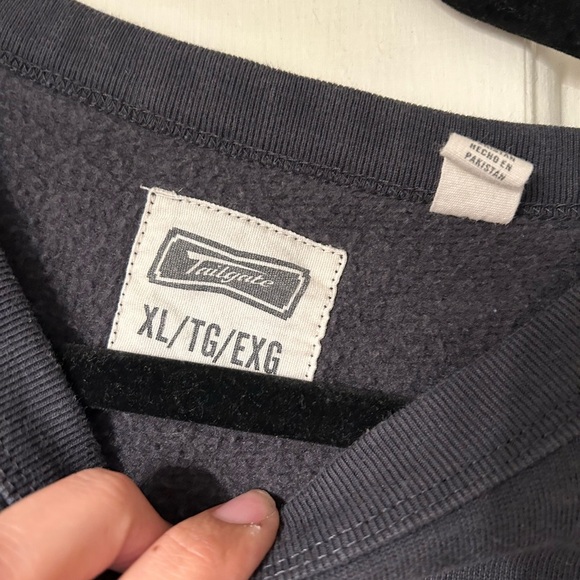 Tailgate
XL/TG/EXG
HECHO EN
PAKISTAN